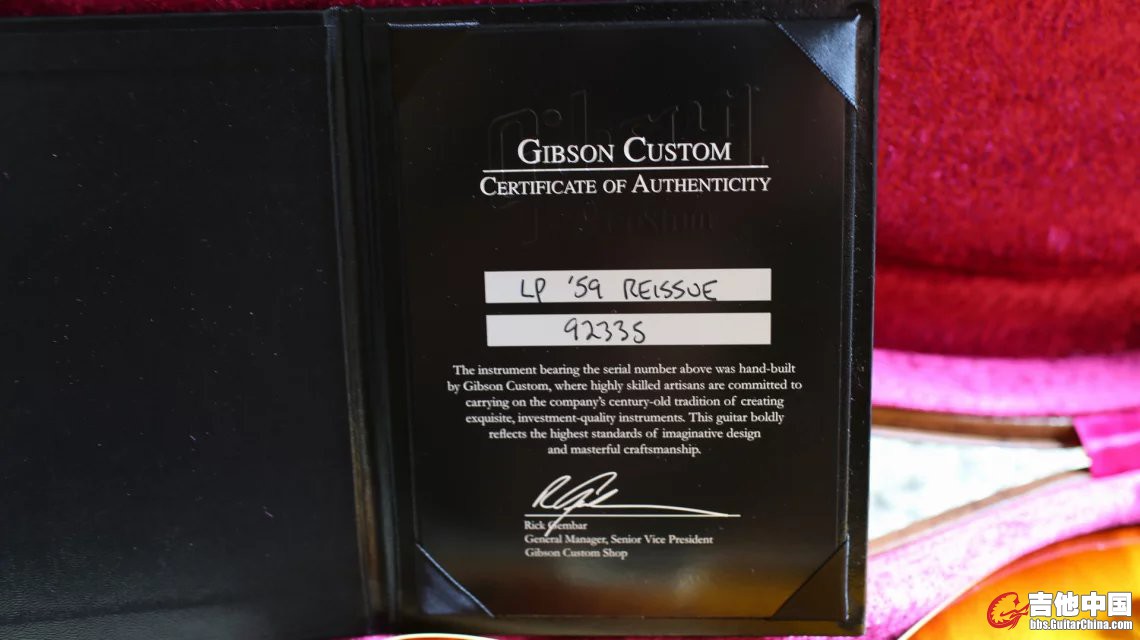 GIBSON CUSTOM
CERTIFICATE OF AUTHENTICITY
LP '59 REISSUE
92335
The instrument bearing the serial number above was hand-built
by Gibson Custom, where highly skilled artisans are committed to
carrying on the company's century-old tradition of creating
exquisite, investment-quality instruments. This guitar boldly
reflects the highest standards of imaginative design
and masterful craftsmanship.
Rick Gembar
General Manager, Senior Vice President
Gibson Custom Shop
吉他中国
bbs.GuitarChina.com